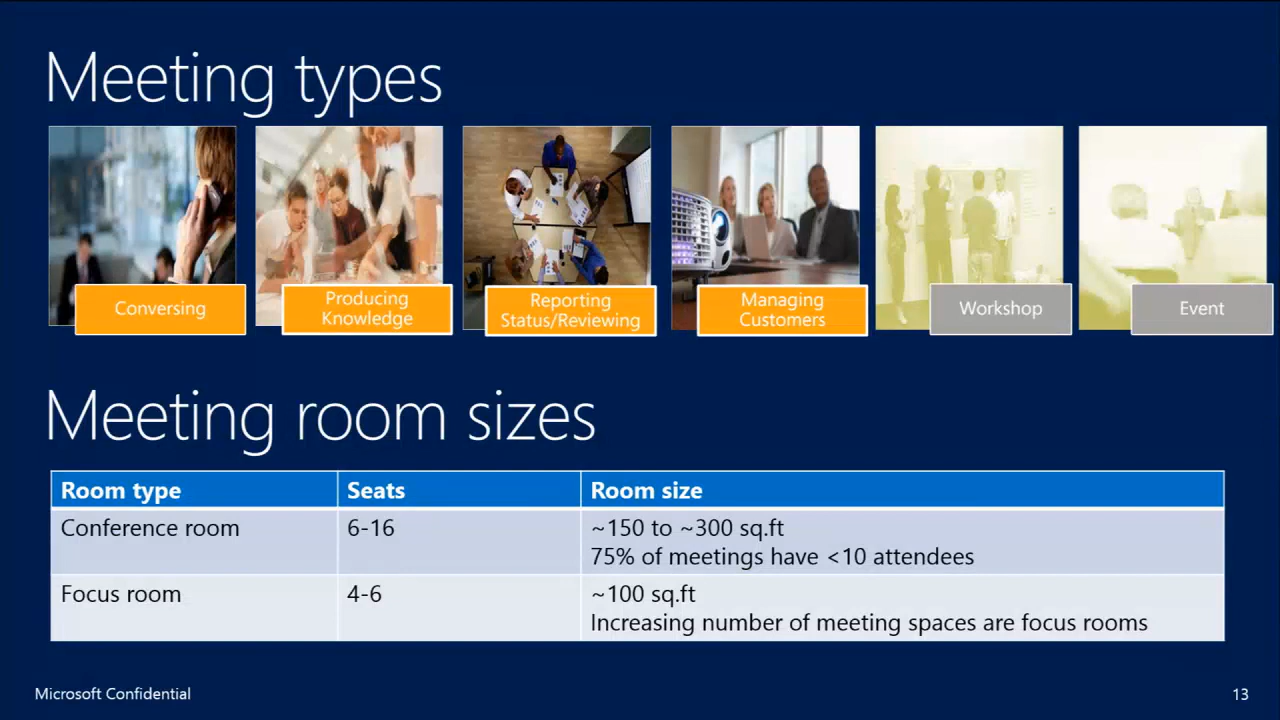 Meeting types
Conversing
Producing
Knowledge
Reporting
Status/Reviewing
Managing
Customers
Workshop
Event
Meeting room sizes
Room type Seats Room size
Conference room 6-16 ~150 to ~300 sq.ft
75% of meetings have <10 attendees
Focus room 4-6 ~100 sq.ft
Increasing number of meeting spaces are focus rooms
Microsoft Confidential 13